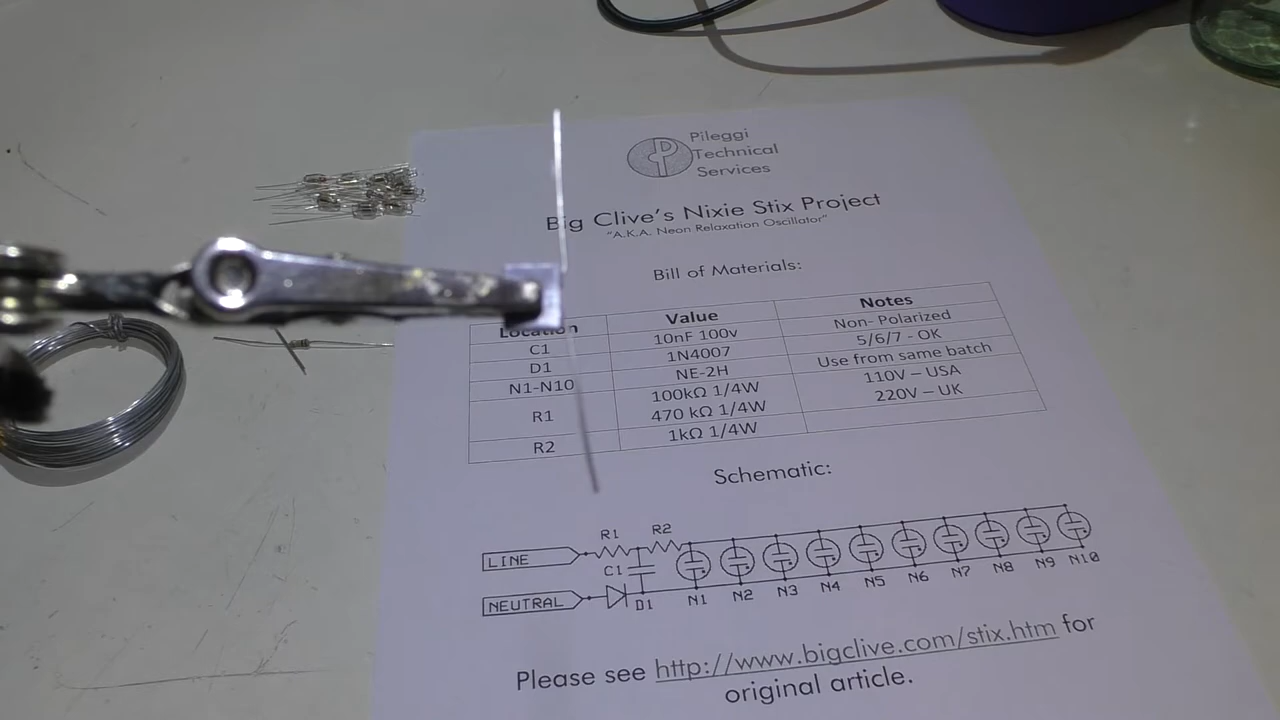 Pileggi
Technical
Services
Big Clive's Nixie Stix Project
"A.K.A. Neon Relaxation Oscillator"
Bill of Materials:
Location Value Notes
C1 10nF 100v Non- Polarized
D1 1N4007 5/6/7 - OK
N1-N10 NE-2H Use from same batch
R1 100kΩ 1/4W 110V – USA
470 kΩ 1/4W 220V – UK
R2 1kΩ 1/4W
Schematic:
R1 R2
LINE
C1
NEUTRAL
D1 N1 N2 N3 N4 N5 N6 N7 N8 N9 N10
Please see http://www.bigclive.com/stix.htm for
original article.